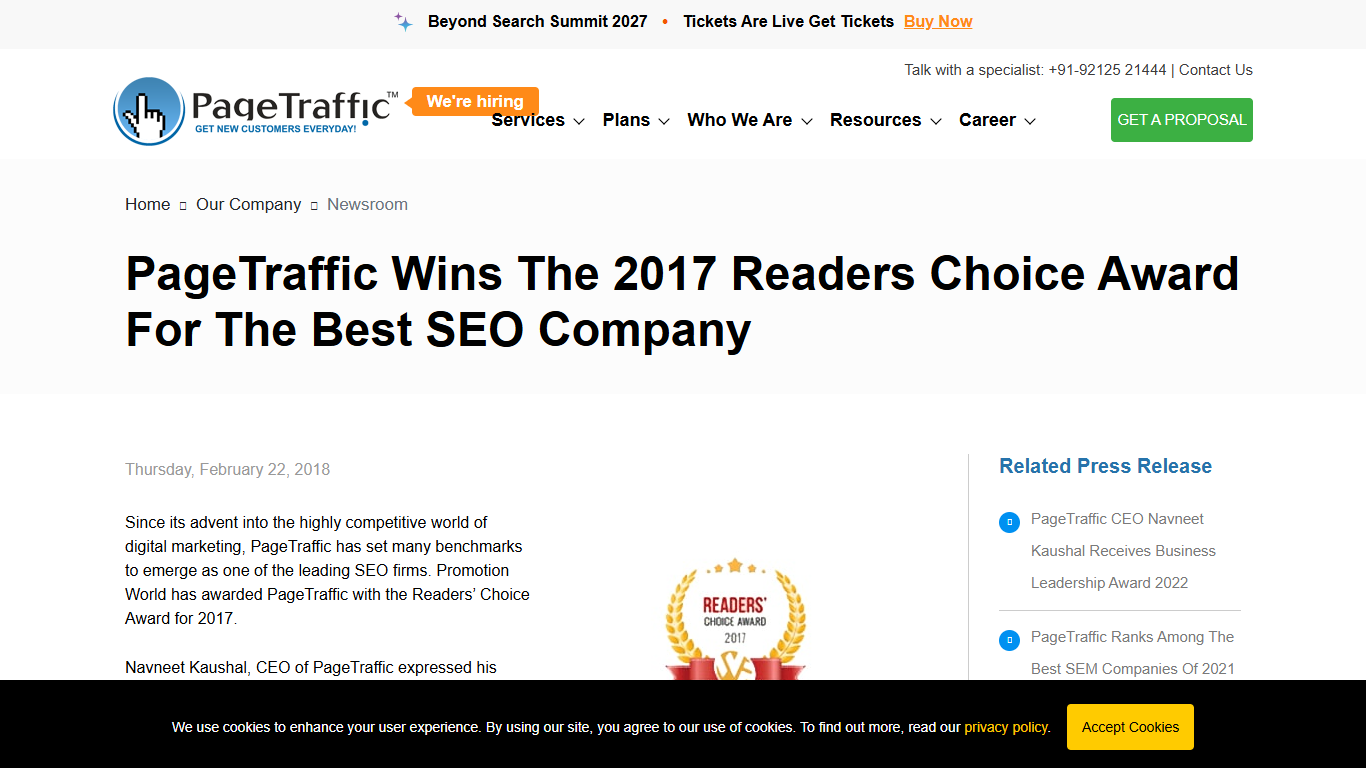 Beyond Search Summit 2027 • Tickets Are Live Get Tickets Buy Now
Talk with a specialist: +91-92125 21444 | Contact Us
PageTraffic™
GET NEW CUSTOMERS EVERYDAY!
We're hiring
Services Plans Who We Are Resources Career
GET A PROPOSAL
Home Our Company Newsroom
PageTraffic Wins The 2017 Readers Choice Award
For The Best SEO Company
Thursday, February 22, 2018
Since its advent into the highly competitive world of
digital marketing, PageTraffic has set many benchmarks
to emerge as one of the leading SEO firms. Promotion
World has awarded PageTraffic with the Readers’ Choice
Award for 2017.
Navneet Kaushal, CEO of PageTraffic expressed his
READERS'
CHOICE AWARD
2017
Related Press Release
PageTraffic CEO Navneet
Kaushal Receives Business
Leadership Award 2022
PageTraffic Ranks Among The
Best SEM Companies Of 2021
We use cookies to enhance your user experience. By using our site, you agree to our use of cookies. To find out more, read our privacy policy.
Accept Cookies